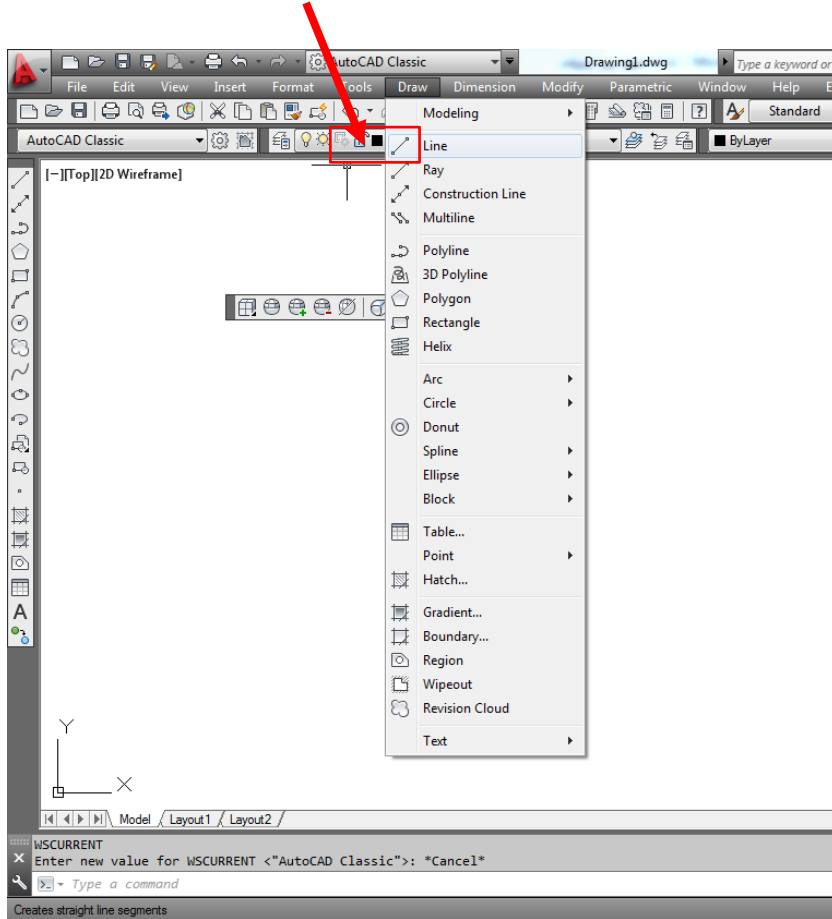 AutoCAD Classic Drawing1.dwg Type a keyword or
File Edit View Insert Format Tools Draw Dimension Modify Parametric Window Help E
Standard
AutoCAD Classic ByLayer
[−][Top][2D Wireframe]
Modeling
Line
Ray
Construction Line
Multiline
Polyline
3D Polyline
Polygon
Rectangle
Helix
Arc
Circle
Donut
Spline
Ellipse
Block
Table...
Point
Hatch...
Gradient...
Boundary...
Region
Wipeout
Revision Cloud
Text
A
Y
X
Model Layout1 Layout2
WSCURRENT
Enter new value for WSCURRENT <"AutoCAD Classic">: *Cancel*
Type a command
Creates straight line segments